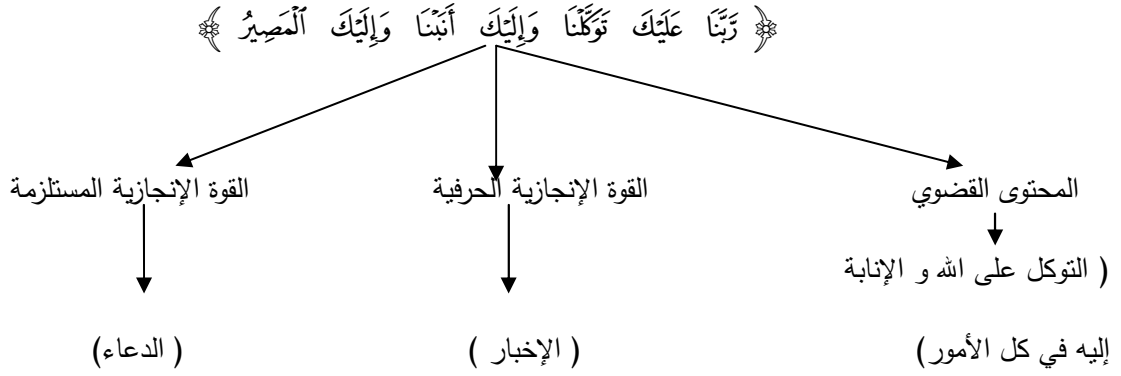 ﴿ رَّبَّنَا عَلَيْكَ تَوَكَّلْنَا وَإِلَيْكَ أَنَبْنَا وَإِلَيْكَ ٱلْمَصِيرُ ﴾
المحتوى القضوي
القوة الإنجازية الحرفية
القوة الإنجازية المستلزمة
( التوكل على الله و الإنابة
إليه في كل الأمور)
( الإخبار )
( الدعاء)